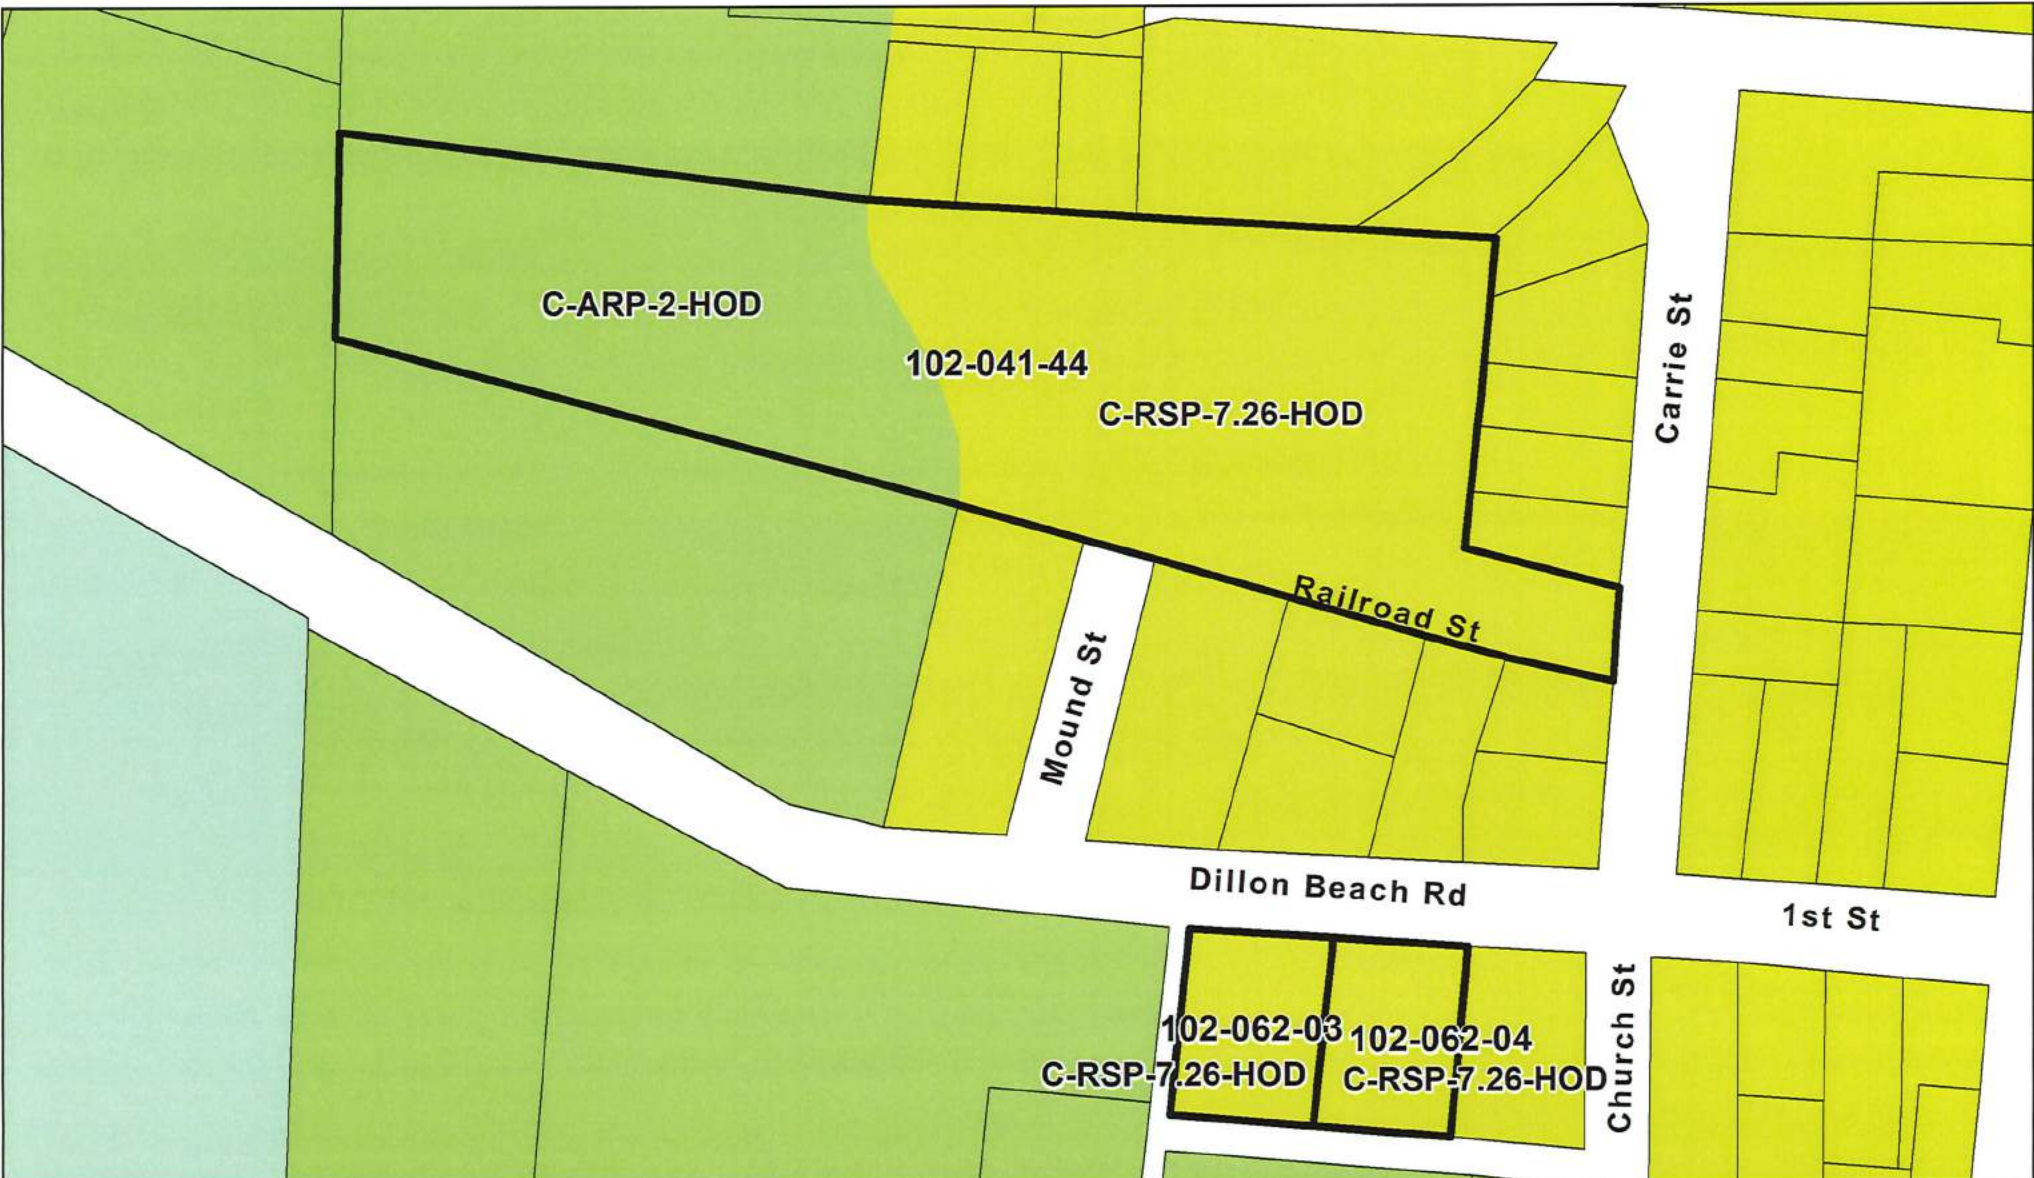 C-ARP-2-HOD
102-041-44
C-RSP-7.26-HOD
Carrie St
Railroad St
Mound St
Dillon Beach Rd
1st St
102-062-03
102-062-04
C-RSP-7.26-HOD
C-RSP-7.26-HOD
Church St